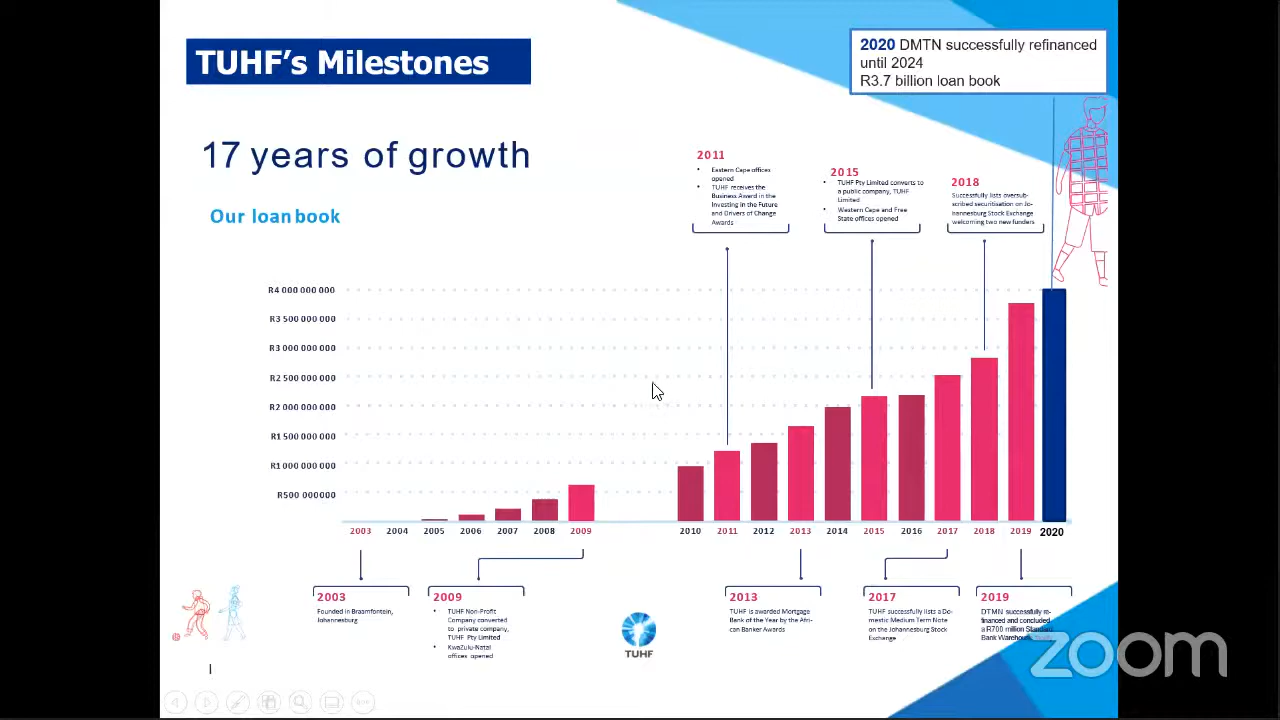 TUHF's Milestones
2020 DMTN successfully refinanced
until 2024
R3.7 billion loan book
17 years of growth
Our loan book
2011
• Eastern Cape offices
opened
• TUHF receives the
Business Award in the
Investing in the Future
and Drivers of Change
Awards
2015
• TUHF Pty Limited converts to
a public company, TUHF
Limited
• Western Cape and Free
State offices opened
2018
Successfully lists oversub-
scribed securitisation on Jo-
hannesburg Stock Exchange
welcoming two new funders
R4 000 000 000
R3 500 000 000
R3 000 000 000
R2 500 000 000
R2 000 000 000
R1 500 000 000
R1 000 000 000
R500 000000
2003 2004 2005 2006 2007 2008 2009 2010 2011 2012 2013 2014 2015 2016 2017 2018 2019 2020
2003
Founded in Braamfontein,
Johannesburg
2009
• TUHF Non-Profit
Company converted
to private company,
TUHF Pty Limited
• KwaZulu-Natal
offices opened
2013
TUHF is awarded Mortgage
Bank of the Year by the Afri-
can Banker Awards
2017
TUHF successfully lists a Do-
mestic Medium Term Note
on the Johannesburg Stock
Exchange
2019
DTMN successfully re-
financed and concluded
a R700 million Standard
Bank Warehouse
TUHF
zoom